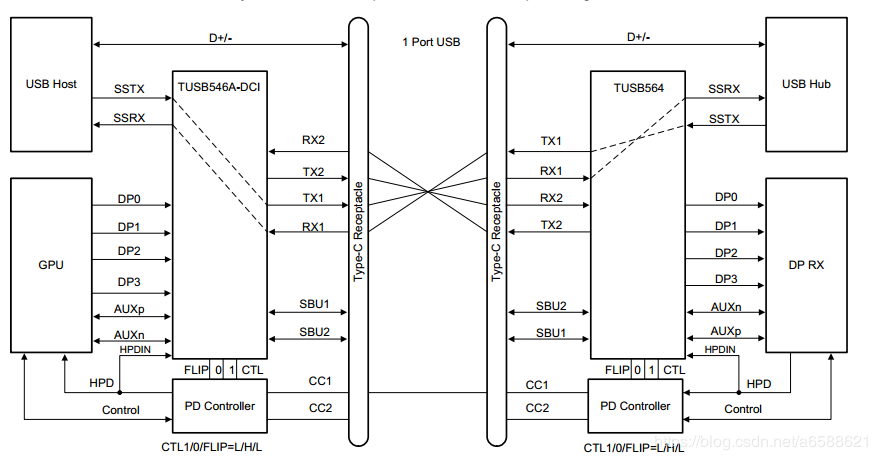 D+/-
1 Port USB
D+/-
USB Host
SSTX
SSRX
TUSB546A-DCI
RX2
TX2
TX1
RX1
Type-C Receptacle
Type-C Receptacle
TX1
RX1
RX2
TX2
TUSB564
SSRX
SSTX
USB Hub
GPU
DP0
DP1
DP2
DP3
AUXp
AUXn
HPDIN
SBU1
SBU2
SBU2
SBU1
DP0
DP1
DP2
DP3
AUXn
AUXp
HPDIN
DP RX
FLIP 0 1 CTL
FLIP 0 1 CTL
HPD
Control
PD Controller
CC1
CC2
CC1
CC2
PD Controller
HPD
Control
CTL1/0/FLIP=L/H/L
CTL1/0/FLIP=L/H/L
https://blog.csdn.net/a6588621